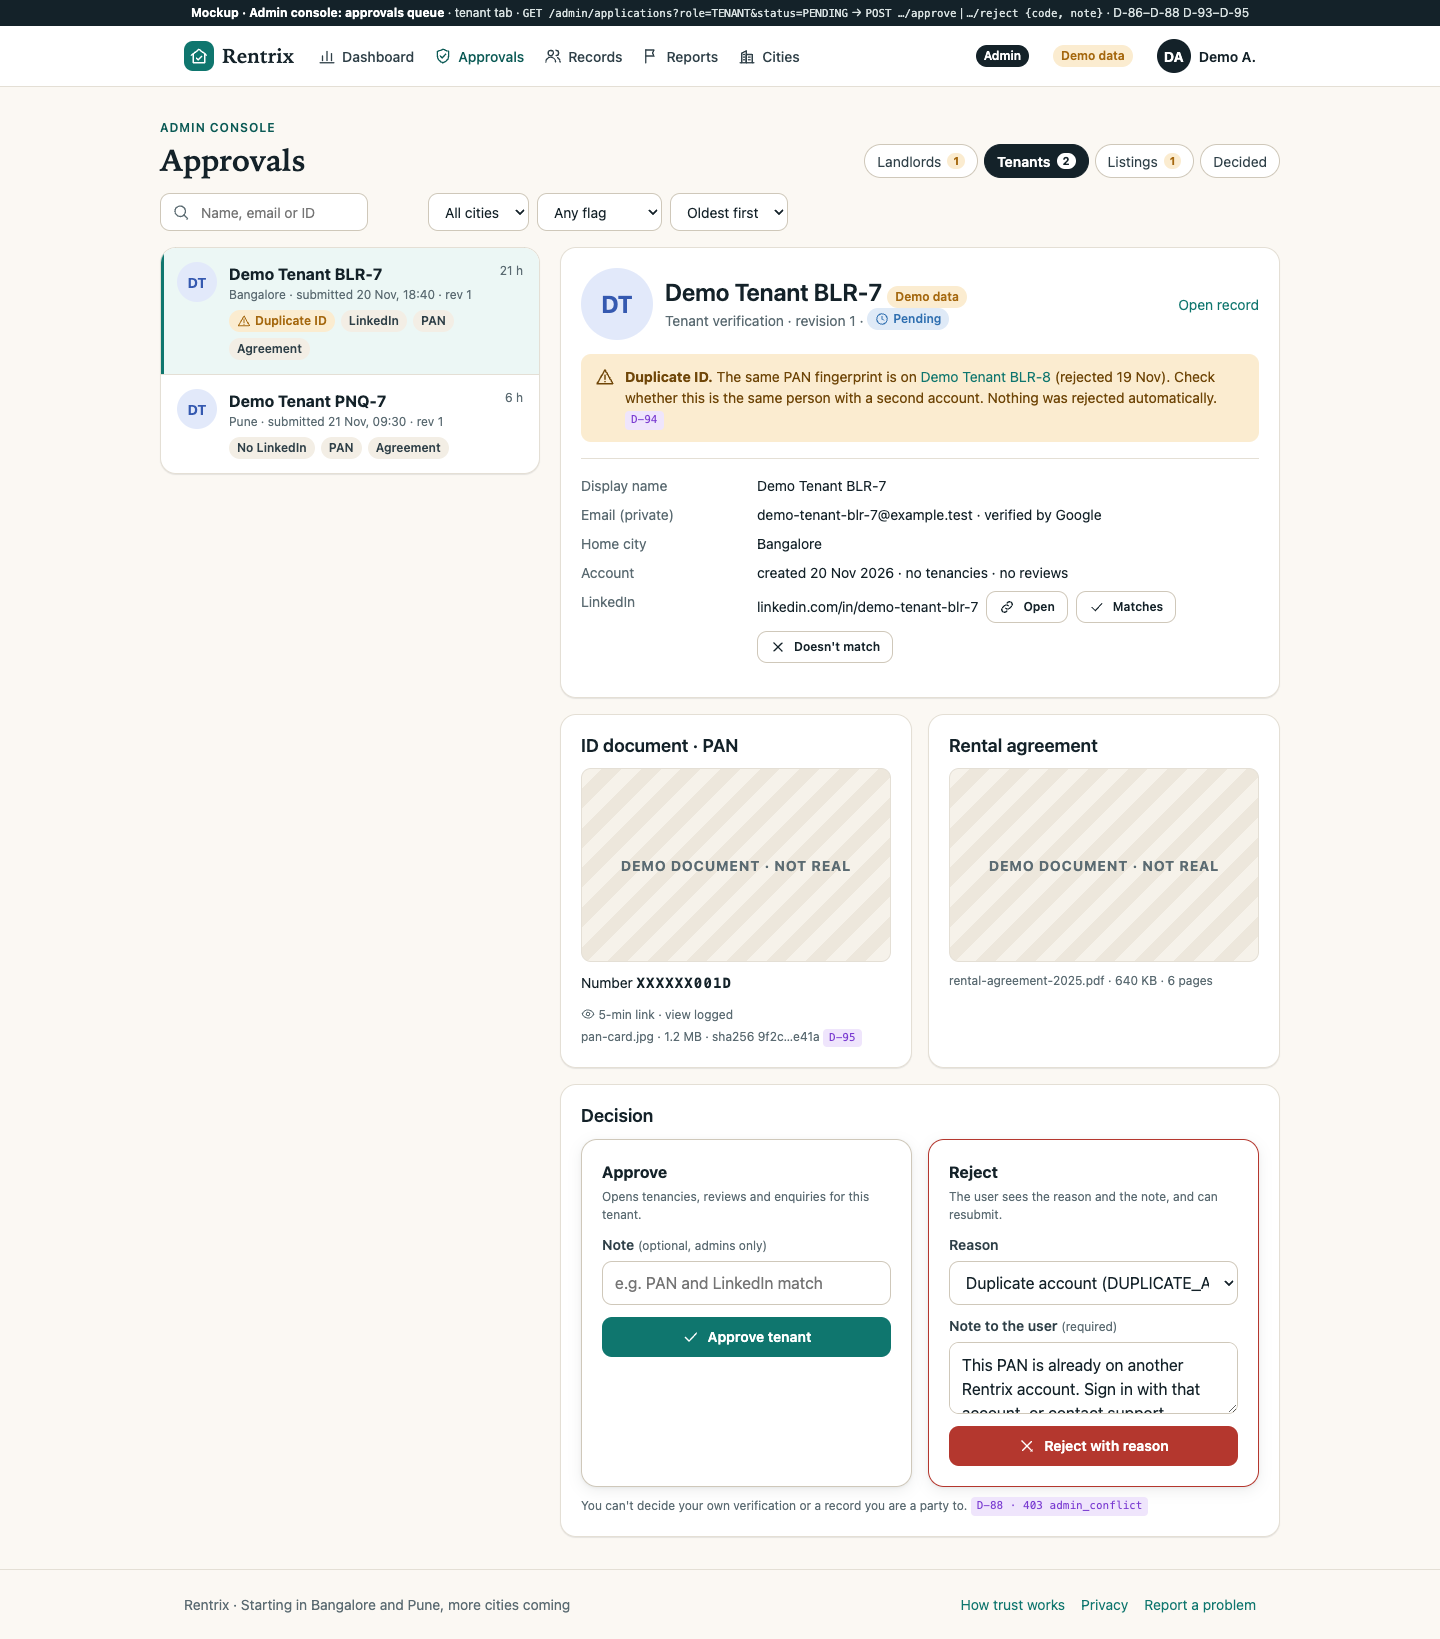 Mockup · Admin console: approvals queue · tenant tab · GET /admin/applications?role=TENANT&status=PENDING → POST …/approve | …/reject {code, note} · D-86–D-88 D-93–D-95
Rentrix
Dashboard
Approvals
Records
Reports
Cities
Admin
Demo data
DA
Demo A.
ADMIN CONSOLE
Approvals
Landlords 1
Tenants 2
Listings 1
Decided
Name, email or ID
All cities
Any flag
Oldest first
DT
Demo Tenant BLR-7
21 h
Bangalore · submitted 20 Nov, 18:40 · rev 1
Duplicate ID
LinkedIn
PAN
Agreement
DT
Demo Tenant PNQ-7
6 h
Pune · submitted 21 Nov, 09:30 · rev 1
No LinkedIn
PAN
Agreement
DT
Demo Tenant BLR-7 Demo data
Tenant verification · revision 1 · Pending
Open record
Duplicate ID. The same PAN fingerprint is on Demo Tenant BLR-8 (rejected 19 Nov). Check
whether this is the same person with a second account. Nothing was rejected automatically.
D-94
Display name
Demo Tenant BLR-7
Email (private)
demo-tenant-blr-7@example.test · verified by Google
Home city
Bangalore
Account
created 20 Nov 2026 · no tenancies · no reviews
LinkedIn
linkedin.com/in/demo-tenant-blr-7
Open
Matches
Doesn't match
ID document · PAN
DEMO DOCUMENT · NOT REAL
Number XXXXXX001D
5-min link · view logged
pan-card.jpg · 1.2 MB · sha256 9f2c…e41a D-95
Rental agreement
DEMO DOCUMENT · NOT REAL
rental-agreement-2025.pdf · 640 KB · 6 pages
Decision
Approve
Opens tenancies, reviews and enquiries for this
tenant.
Note (optional, admins only)
e.g. PAN and LinkedIn match
Approve tenant
Reject
The user sees the reason and the note, and can
resubmit.
Reason
Duplicate account (DUPLICATE_A
Note to the user (required)
This PAN is already on another
Rentrix account. Sign in with that
account, or contact support
Reject with reason
You can't decide your own verification or a record you are a party to. D-88 · 403 admin_conflict
Rentrix · Starting in Bangalore and Pune, more cities coming
How trust works
Privacy
Report a problem